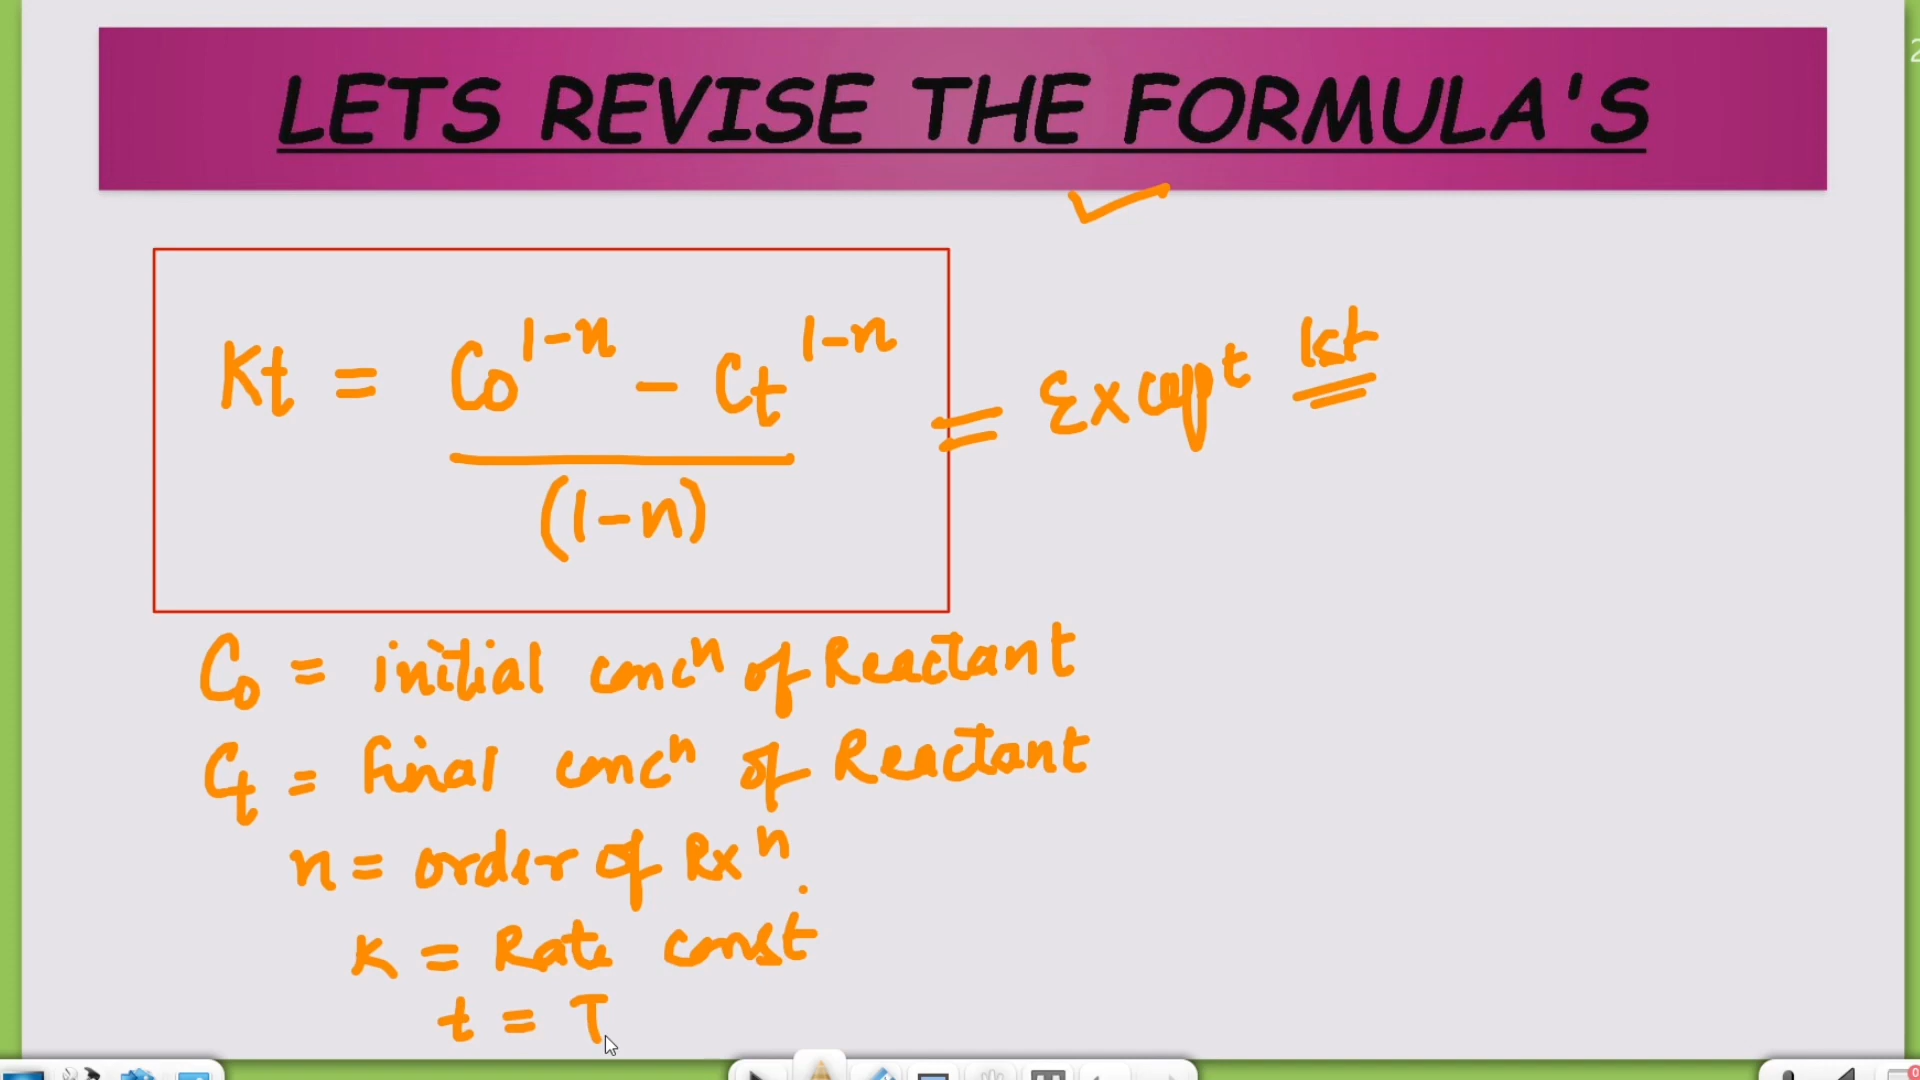 LETS REVISE THE FORMULA'S
Kt = Co^1-n - Ct^1-n = Except 1st
(1-n)
Co = initial concn of Reactant
Ct = final concn of Reactant
n = order of Rxn.
K = Rate const
t = T